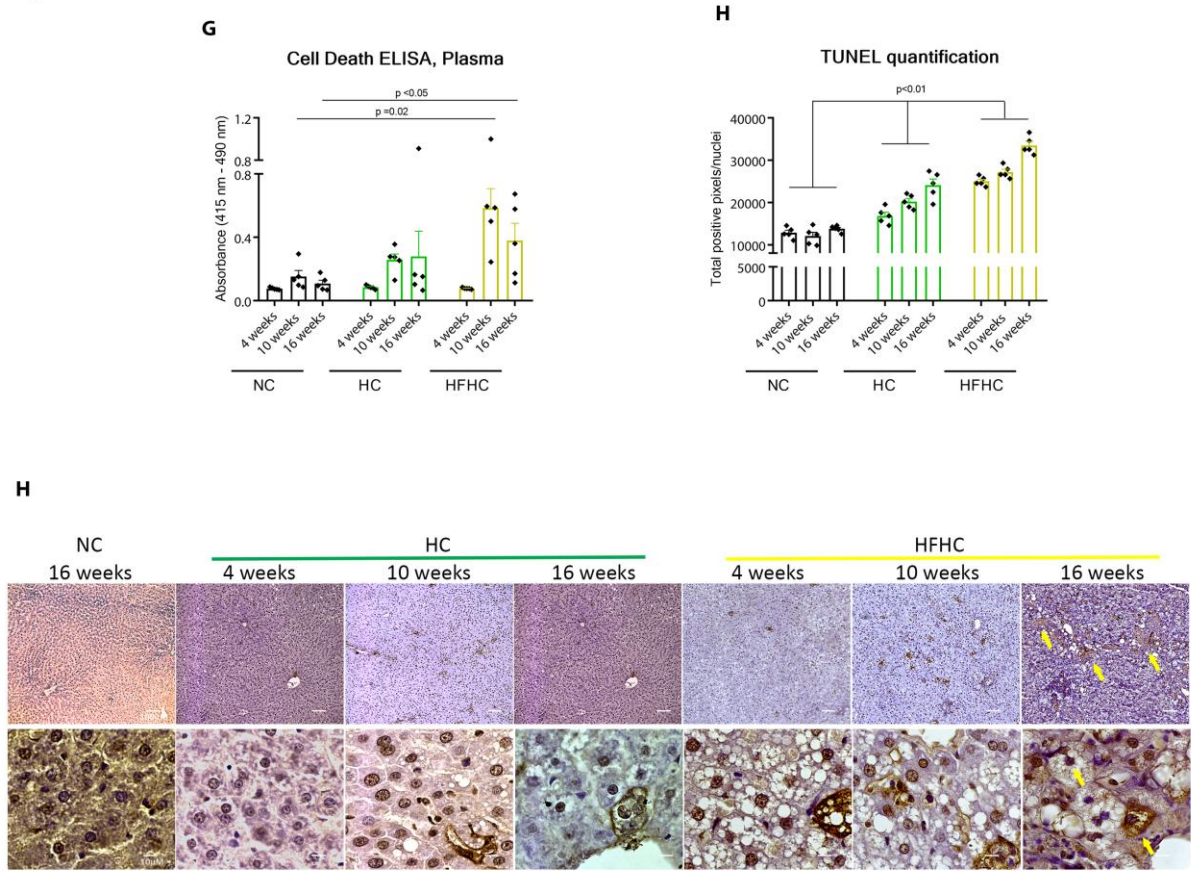 G
Cell Death ELISA, Plasma
p <0.05
p =0.02
Absorbance (415 nm - 490 nm)
1.2
0.8
0.4
0.0
4 weeks
10 weeks
16 weeks
4 weeks
10 weeks
16 weeks
4 weeks
10 weeks
16 weeks
NC HC HFHC
H
TUNEL quantification
p<0.01
Total positive pixels/nuclei
40000
30000
20000
10000
5000
0
4 weeks
10 weeks
16 weeks
4 weeks
10 weeks
16 weeks
4 weeks
10 weeks
16 week
NC HC HFHC
H
NC HC HFHC
16 weeks 4 weeks 10 weeks 16 weeks 4 weeks 10 weeks 16 weeks